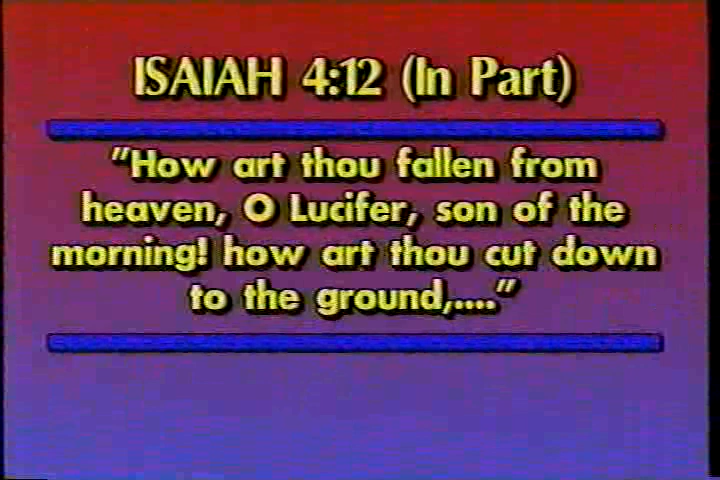 ISAIAH 4:12 (In Part)
"How art thou fallen from
heaven, O Lucifer, son of the
morning! how art thou cut down
to the ground,...."